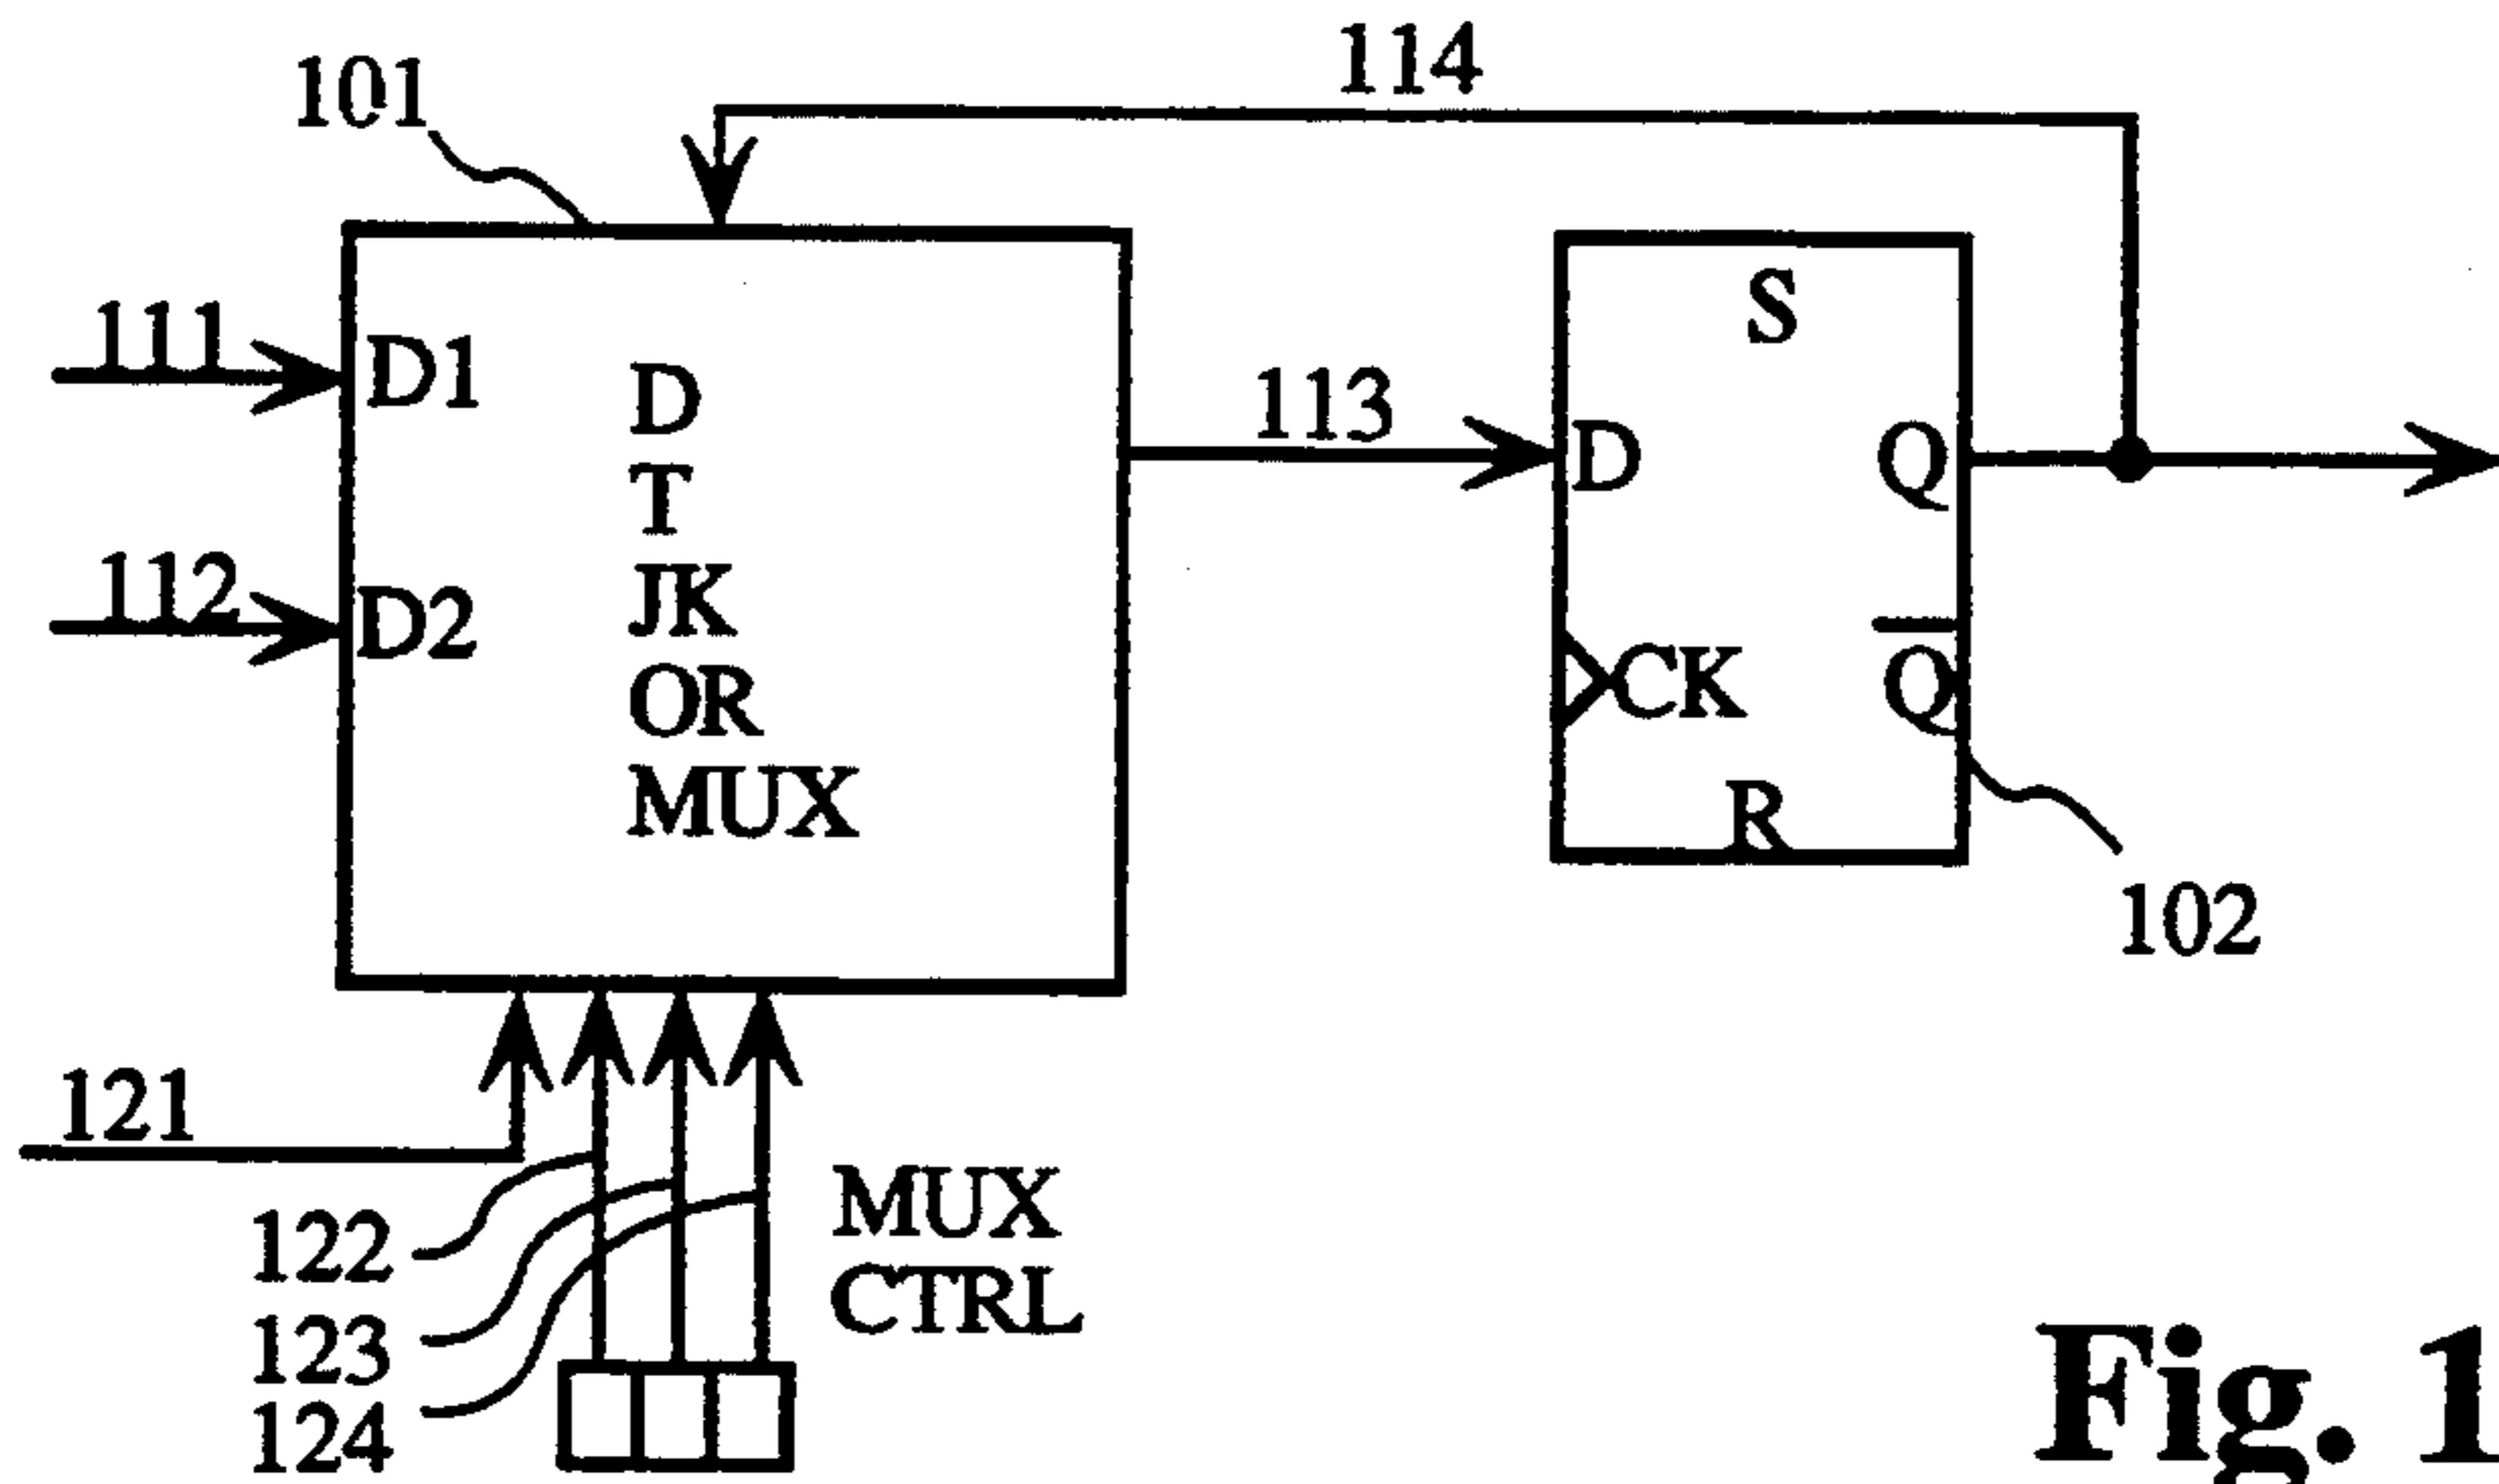 114
101
111
D1
D
T
JK
OR
MUX
112
D2
113
S
D
Q
CK
Q̅
R
102
121
122
123
124
MUX
CTRL
Fig. 1